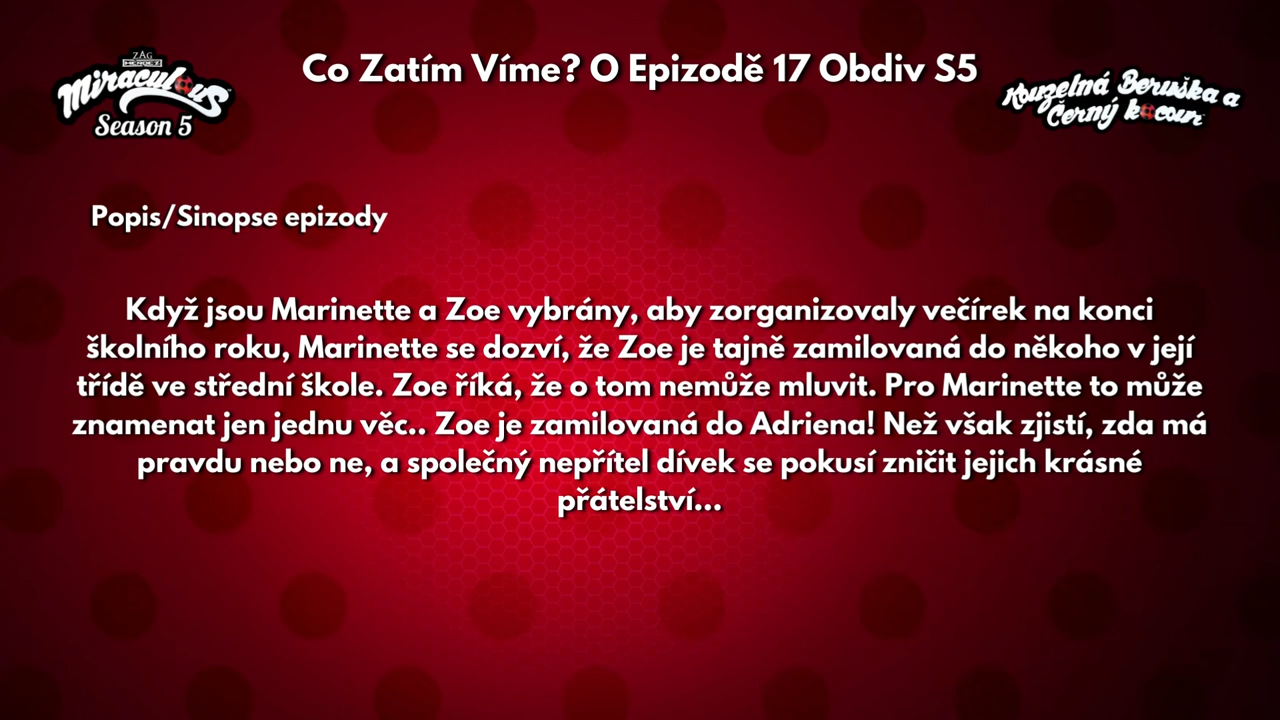 Co Zatím Víme? O Epizodě 17 Obdiv S5
ZAG
HEROEZ
Miraculous
Season 5
Kouzelná Beruška a
Černý kocour
Popis/Sinopse epizody
Když jsou Marinette a Zoe vybrány, aby zorganizovaly večírek na konci
školního roku, Marinette se dozví, že Zoe je tajně zamilovaná do někoho v její
třídě ve střední škole. Zoe říká, že o tom nemůže mluvit. Pro Marinette to může
znamenat jen jednu věc.. Zoe je zamilovaná do Adriena! Než však zjistí, zda má
pravdu nebo ne, a společný nepřítel dívek se pokusí zničit jejich krásné
přátelství...